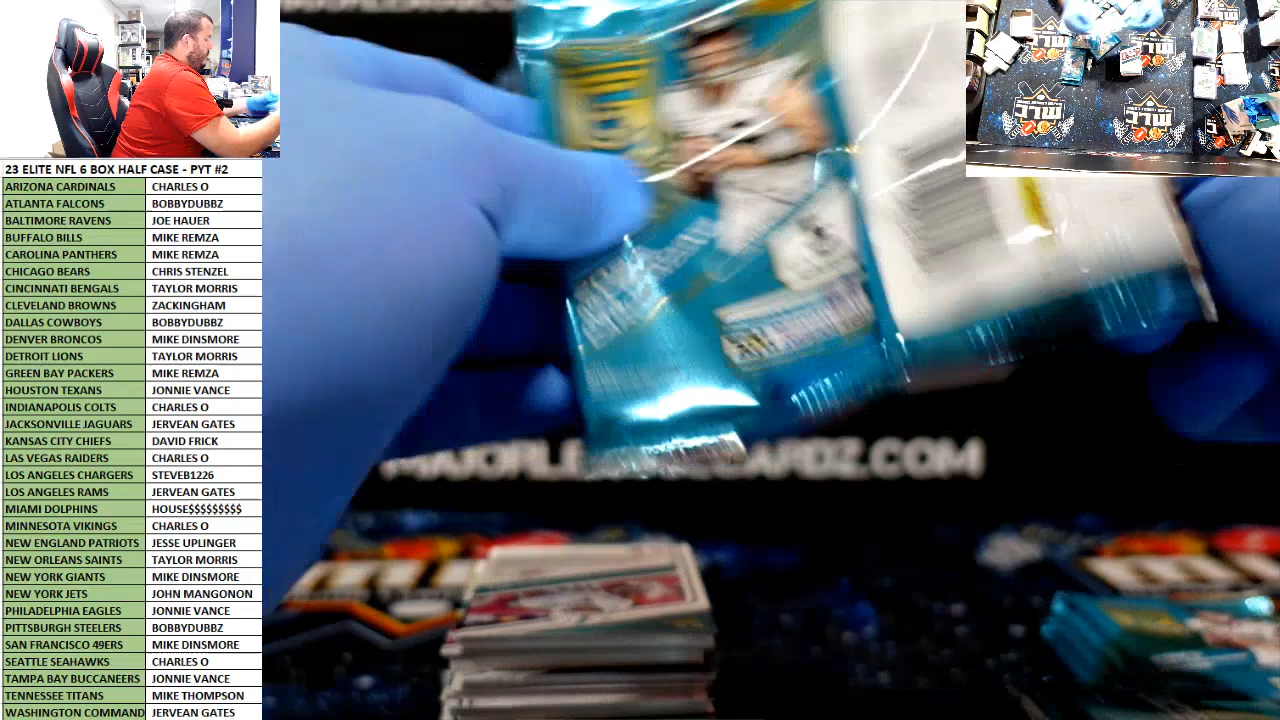 23 ELITE NFL 6 BOX HALF CASE - PYT #2
ARIZONA CARDINALS CHARLES O
ATLANTA FALCONS BOBBYDUBBZ
BALTIMORE RAVENS JOE HAUER
BUFFALO BILLS MIKE REMZA
CAROLINA PANTHERS MIKE REMZA
CHICAGO BEARS CHRIS STENZEL
CINCINNATI BENGALS TAYLOR MORRIS
CLEVELAND BROWNS ZACKINGHAM
DALLAS COWBOYS BOBBYDUBBZ
DENVER BRONCOS MIKE DINSMORE
DETROIT LIONS TAYLOR MORRIS
GREEN BAY PACKERS MIKE REMZA
HOUSTON TEXANS JONNIE VANCE
INDIANAPOLIS COLTS CHARLES O
JACKSONVILLE JAGUARS JERVEAN GATES
KANSAS CITY CHIEFS DAVID FRICK
LAS VEGAS RAIDERS CHARLES O
LOS ANGELES CHARGERS STEVEB1226
LOS ANGELES RAMS JERVEAN GATES
MIAMI DOLPHINS HOUSE$$$$$$$$$
MINNESOTA VIKINGS CHARLES O
NEW ENGLAND PATRIOTS JESSE UPLINGER
NEW ORLEANS SAINTS TAYLOR MORRIS
NEW YORK GIANTS MIKE DINSMORE
NEW YORK JETS JOHN MANGONON
PHILADELPHIA EAGLES JONNIE VANCE
PITTSBURGH STEELERS BOBBYDUBBZ
SAN FRANCISCO 49ERS MIKE DINSMORE
SEATTLE SEAHAWKS CHARLES O
TAMPA BAY BUCCANEERS JONNIE VANCE
TENNESSEE TITANS MIKE THOMPSON
WASHINGTON COMMAND JERVEAN GATES